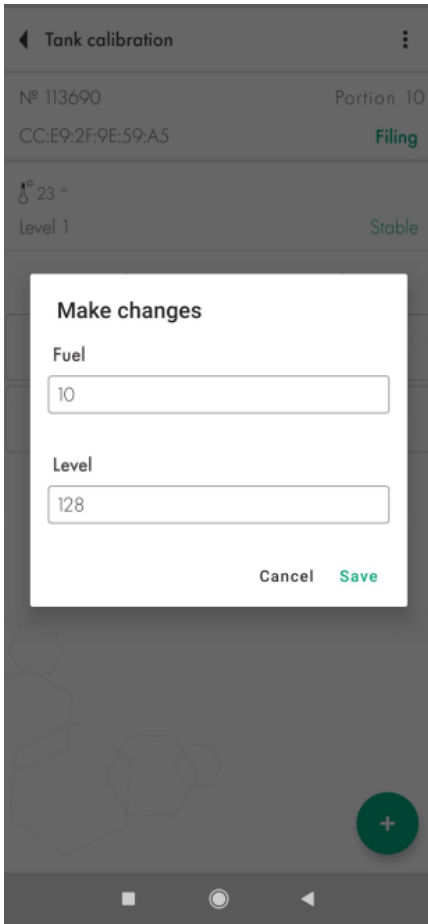 Tank calibration
№ 113690
Portion 10
CC:E9:2F:9E:59:A5
Filing
23 °
Level 1
Stable
Make changes
Fuel
10
Level
128
Cancel
Save
+